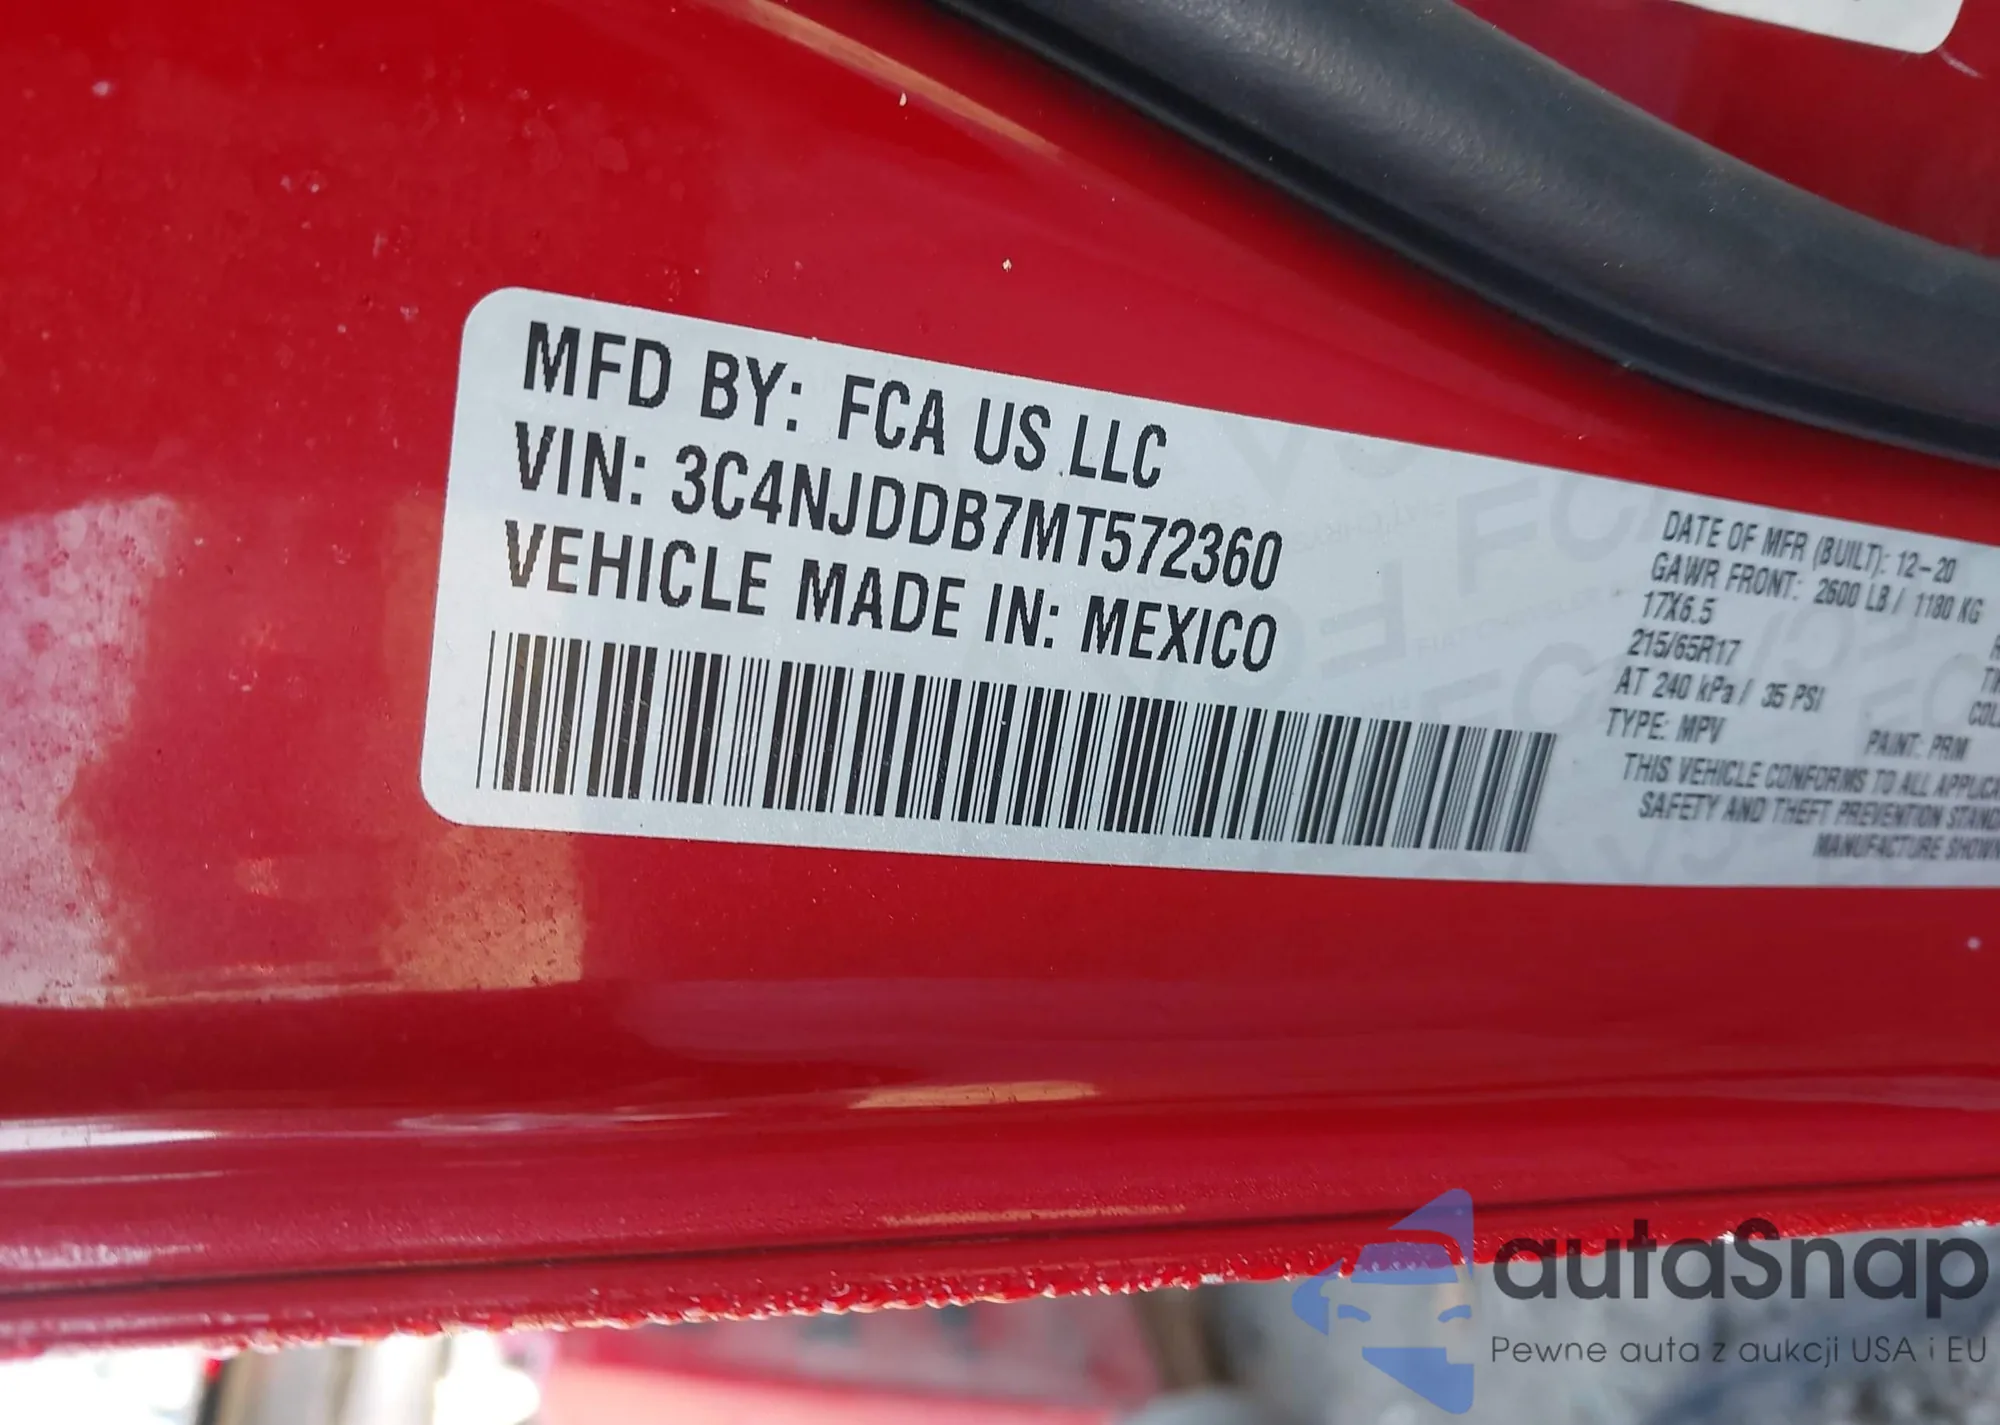 MFD BY: FCA US LLC
VIN: 3C4NJDDB7MT572360
VEHICLE MADE IN: MEXICO
DATE OF MFR (BUILT): 12-20
GAWR FRONT: 2600 LB / 1180 KG
17X6.5
215/65R17
AT 240 kPa / 35 PSI
TYPE: MPV
PAINT: PRM
THIS VEHICLE CONFORMS TO ALL
SAFETY AND THEFT PREVENTION
MANUFACTURE SHOWN
autaSnap
Pewne auta z aukcji USA i EU